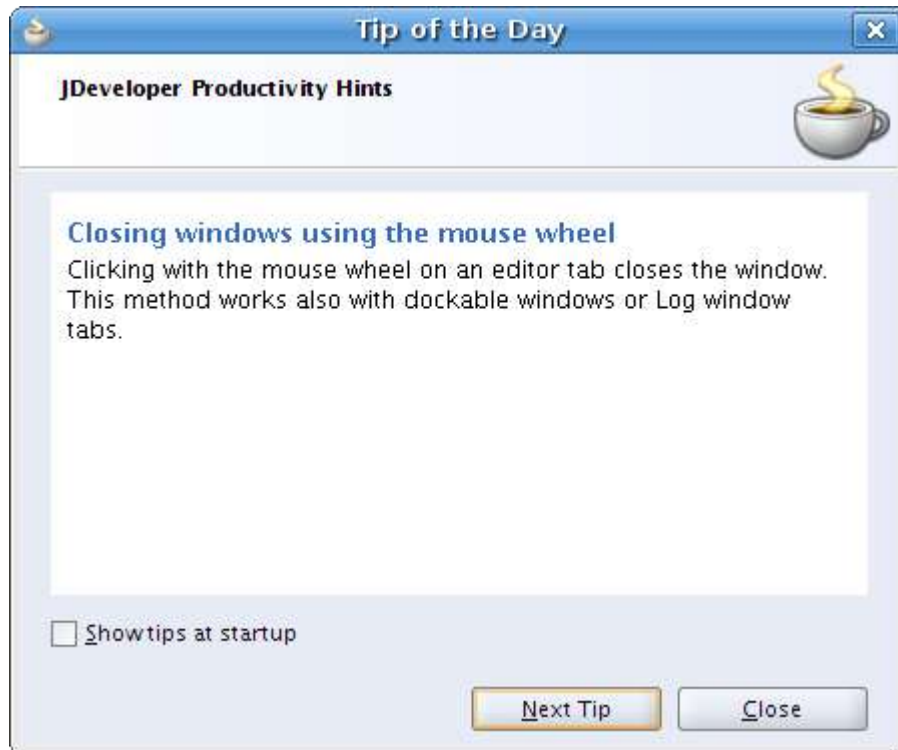 Tip of the Day
JDeveloper Productivity Hints
Closing windows using the mouse wheel
Clicking with the mouse wheel on an editor tab closes the window.
This method works also with dockable windows or Log window
tabs.
Show tips at startup
Next Tip
Close